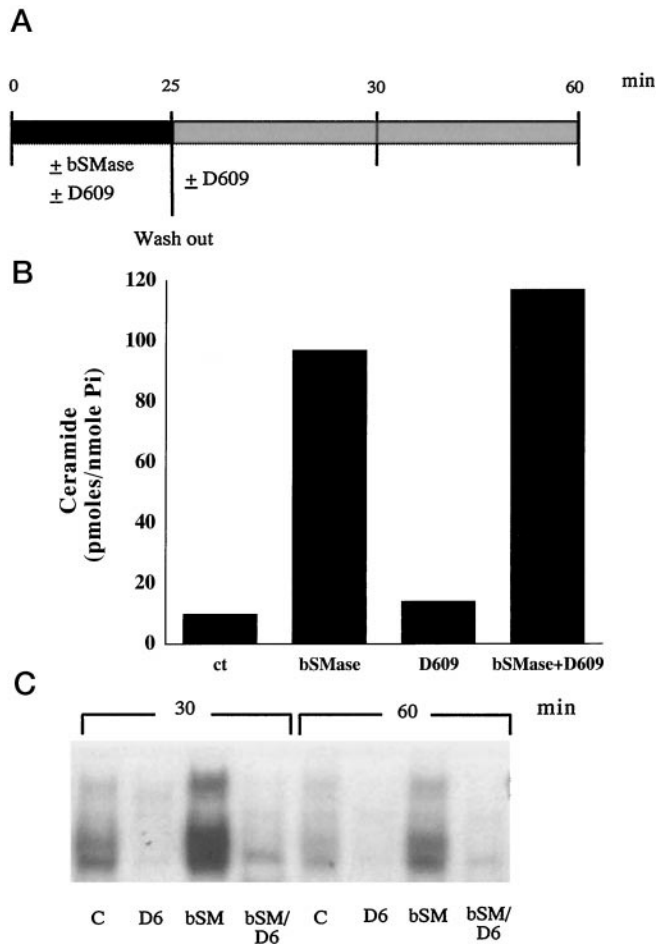 A
0 25 30 60 min
± bSMase ± D609
± D609
Wash out
B
120
100
80
60
40
20
0
Ceramide
(pmoles/nmole Pi)
ct bSMase D609 bSMase+D609
C
30 60 min
C D6 bSM bSM/ C D6 bSM bSM/
D6 D6